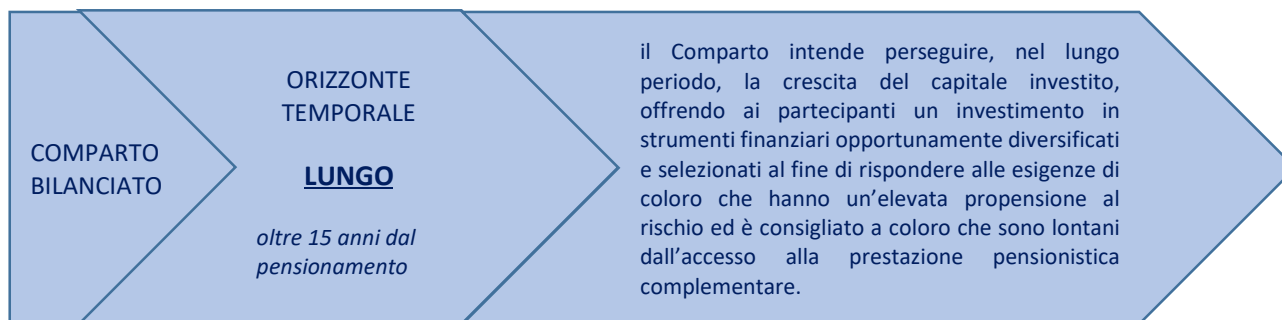 COMPARTO
BILANCIATO
ORIZZONTE
TEMPORALE
LUNGO
oltre 15 anni dal
pensionamento
il Comparto intende perseguire, nel lungo
periodo, la crescita del capitale investito,
offrendo ai partecipanti un investimento in
strumenti finanziari opportunamente diversificati
e selezionati al fine di rispondere alle esigenze di
coloro che hanno un’elevata propensione al
rischio ed è consigliato a coloro che sono lontani
dall’accesso alla prestazione pensionistica
complementare.